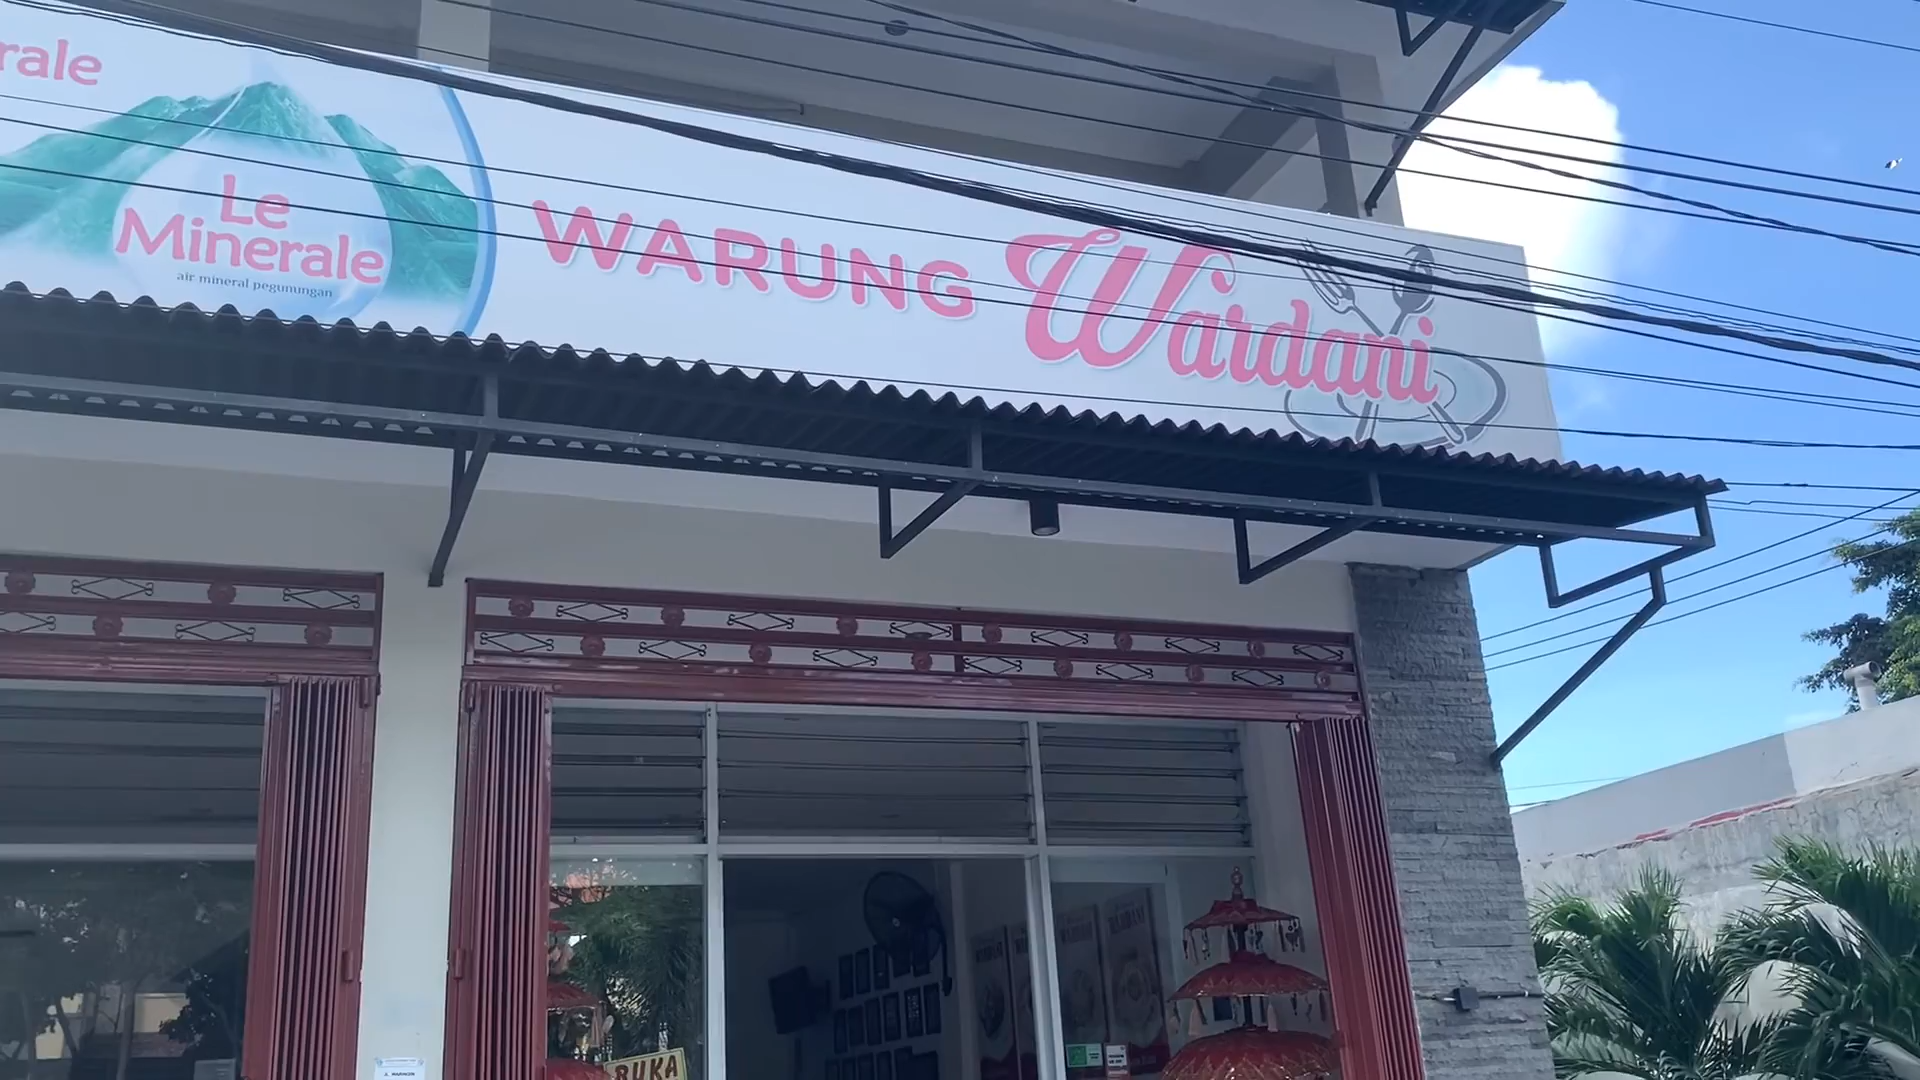 rale
Le
Minerale
air mineral pegunungan
WARUNG Wardani
BUKA